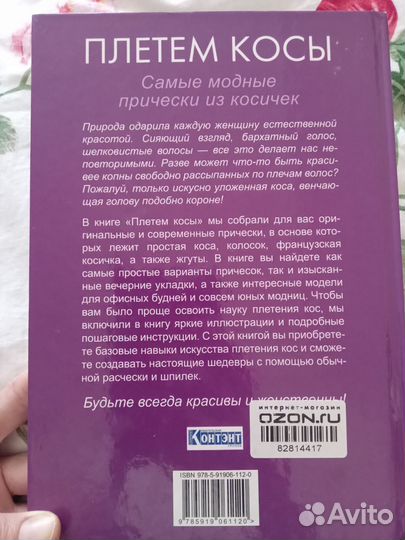 ПЛЕТЕМ КОСЫ
Самые модные
прически из косичек
Природа одарила каждую женщину естественной
красотой. Сияющий взгляд, бархатный голос,
шелковистые волосы — все это делает нас не-
повторимыми. Разве может что-то быть краси-
вее копны свободно рассыпанных по плечам волос?
Пожалуй, только искусно уложенная коса, венчаю-
щая голову подобно короне!
В книге «Плетем косы» мы собрали для вас ори-
гинальные и современные прически, в основе кото-
рых лежит простая коса, колосок, французская
косичка, а также жгуты. В книге вы найдете как
самые простые варианты причесок, так и изыскан-
ные вечерние укладки, а также интересные модели
для офисных будней и совсем юных модниц. Чтобы
вам было проще освоить науку плетения кос, мы
включили в книгу яркие иллюстрации и подробные
пошаговые инструкции. С этой книгой вы приобрете-
те базовые навыки искусства плетения кос и сможе-
те создавать настоящие шедевры с помощью обыч-
ной расчески и шпилек.
Будьте всегда красивы и женственны!
интернет-магазин
OZON.ru
82814417
КОНТЭНТ
ISBN 978-5-91906-112-0
9 785919 061120 >
Avito